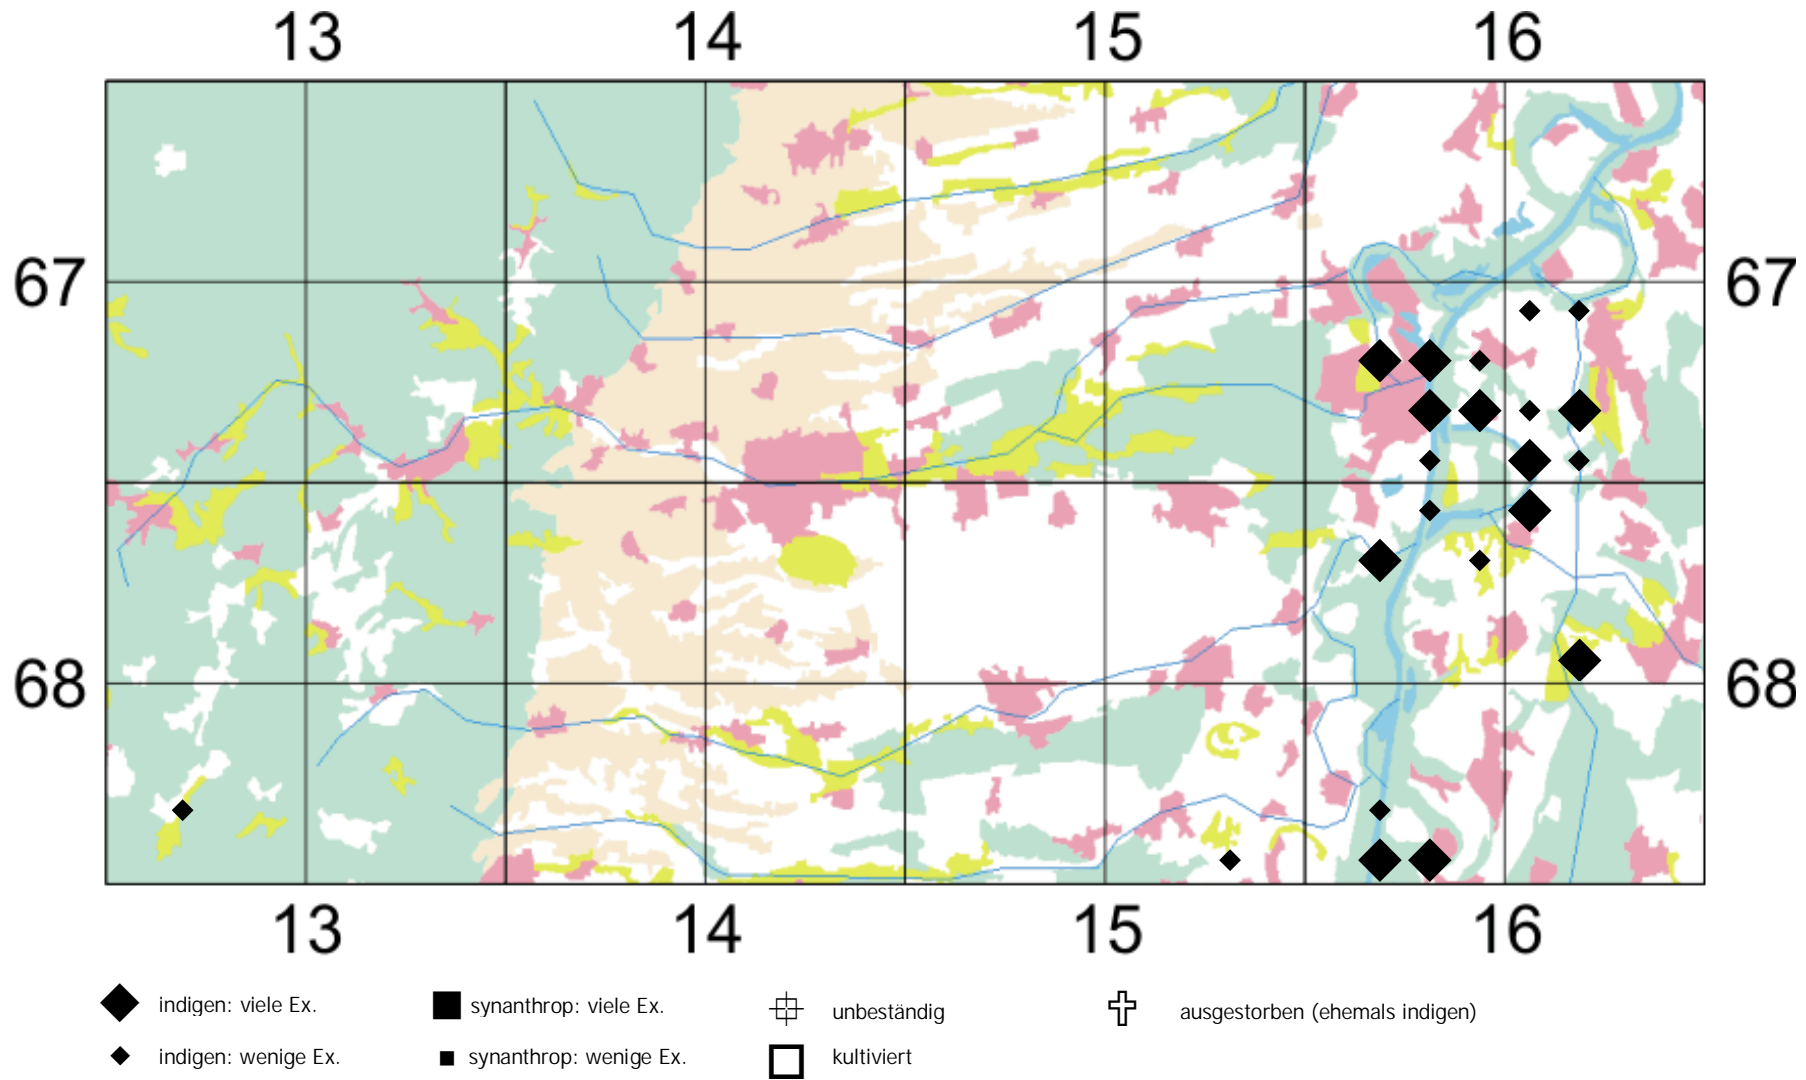 13 14 15 16
67 67
68 68
13 14 15 16
indigen: viele Ex. synanthrop: viele Ex. unbeständig ausgestorben (ehemals indigen)
indigen: wenige Ex. synanthrop: wenige Ex. kultiviert